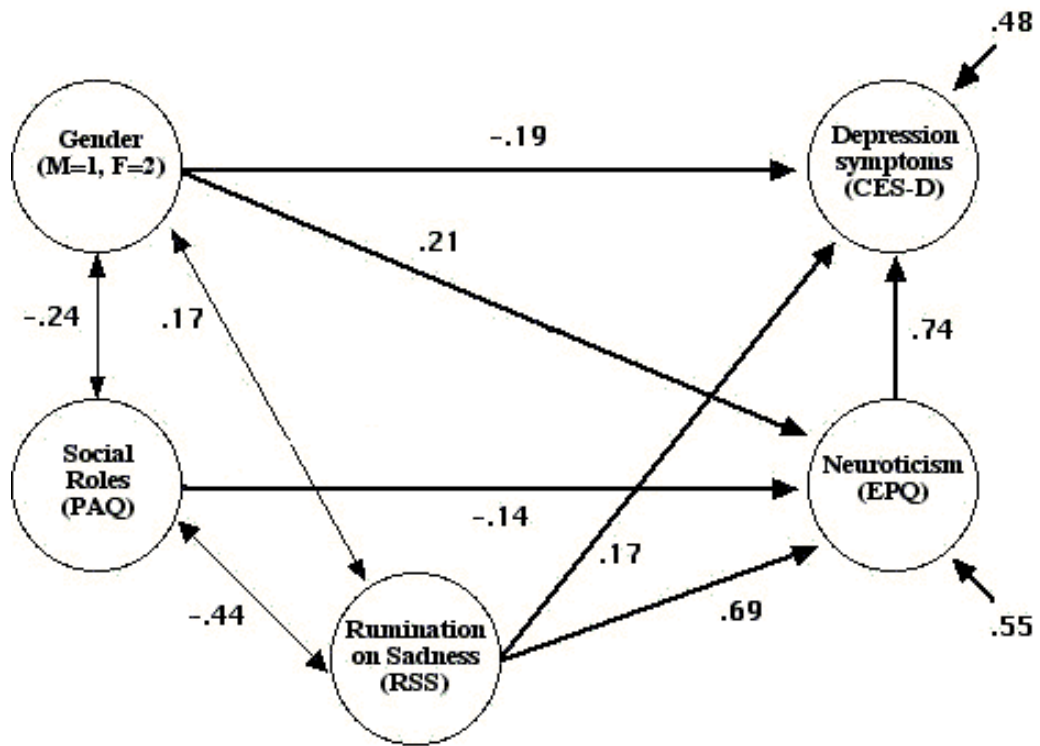 .48
Gender
(M=1, F=2)
-.19
Depression
symptoms
(CES-D)
.21
-.24
.17
.74
Social
Roles
(PAQ)
Neuroticism
(EPQ)
-.14
.17
-.44
Rumination
on Sadness
(RSS)
.69
.55